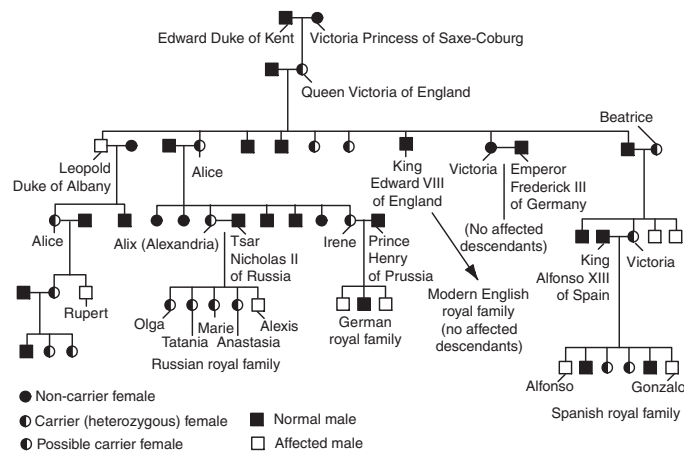 Edward Duke of Kent
Victoria Princess of Saxe-Coburg
Queen Victoria of England
Beatrice
Leopold
Duke of Albany
Alice
King
Edward VIII
of England
Victoria
Emperor
Frederick III
of Germany
(No affected
descendants)
Alice
Alix (Alexandria)
Tsar
Nicholas II
of Russia
Irene
Prince
Henry
of Prussia
King
Alfonso XIII
of Spain
Victoria
Rupert
Olga
Tatania
Marie
Anastasia
Alexis
Russian royal family
German
royal family
Modern English
royal family
(no affected
descendants)
Alfonso
Gonzalo
Spanish royal family
Non-carrier female
Carrier (heterozygous) female
Possible carrier female
Normal male
Affected male